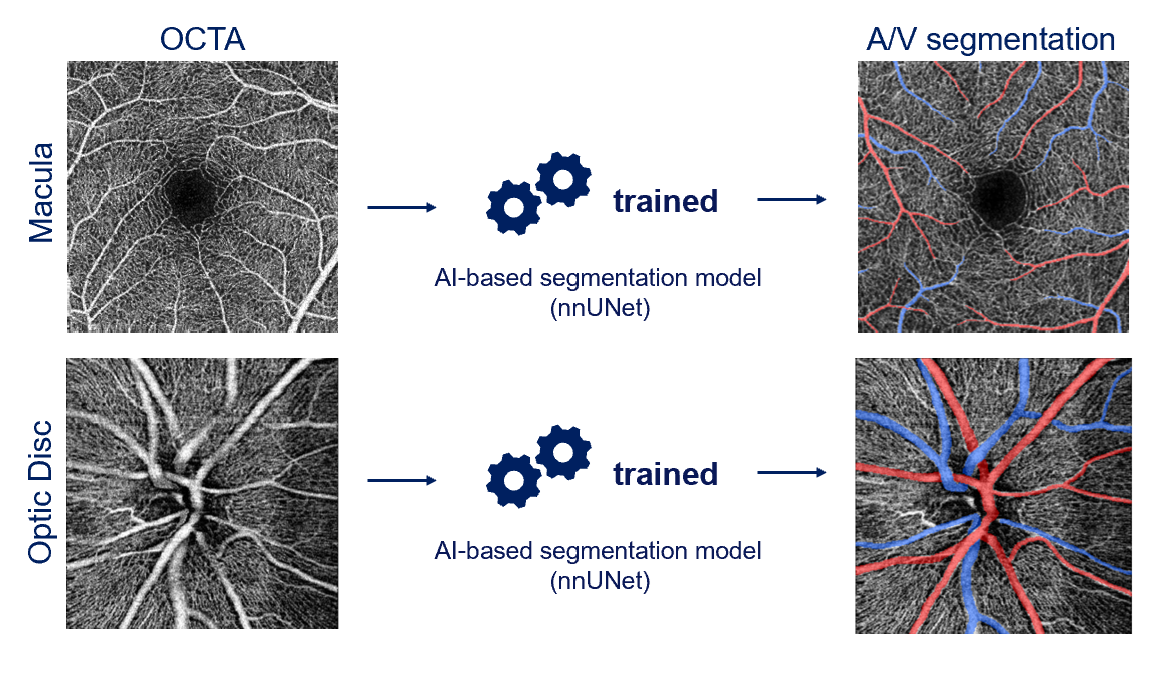 OCTA
A/V segmentation
Macula
trained
AI-based segmentation model
(nnUNet)
Optic Disc
trained
AI-based segmentation model
(nnUNet)